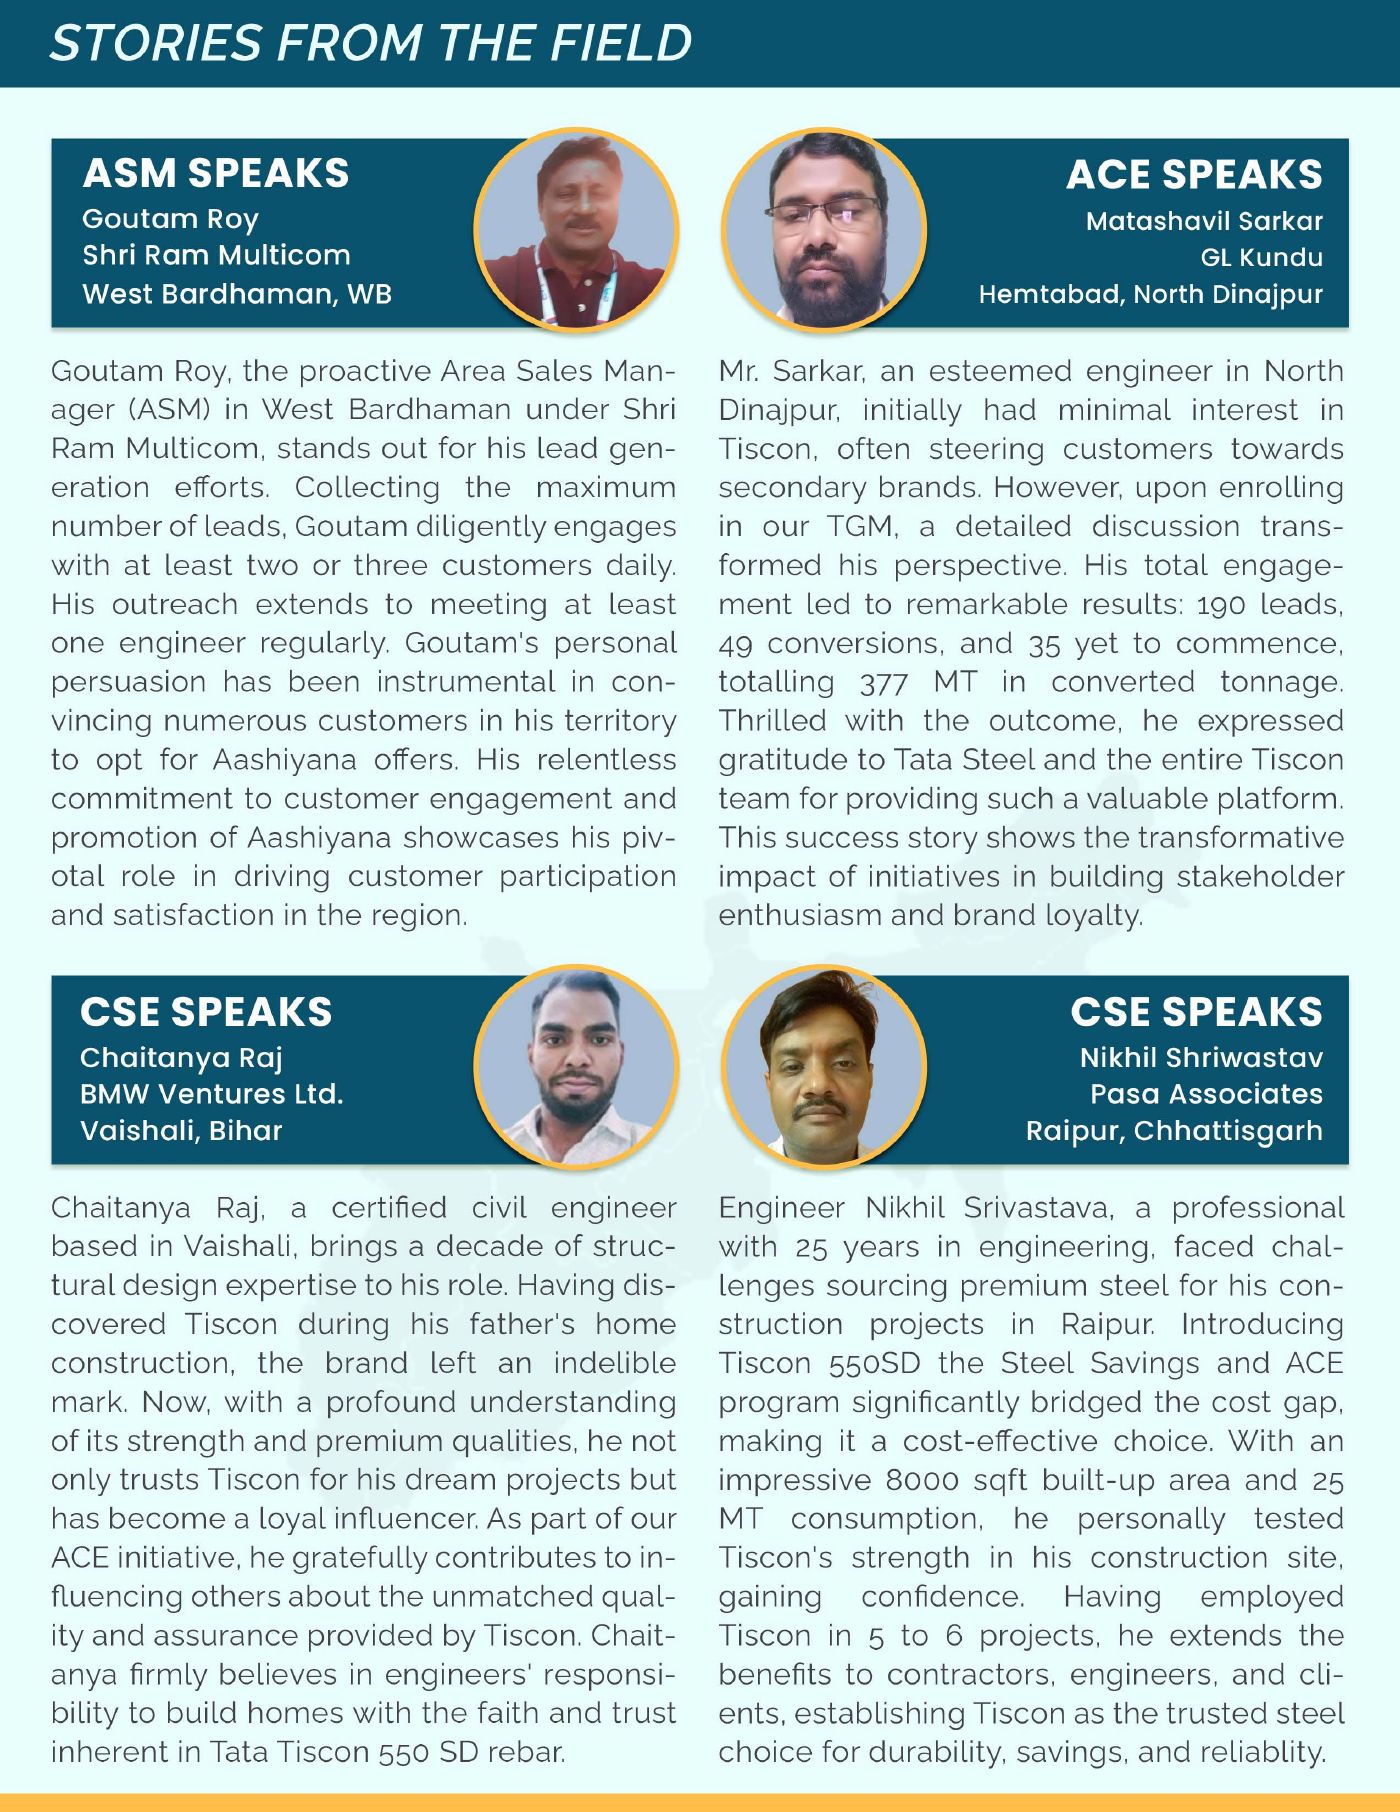 STORIES FROM THE FIELD
ASM SPEAKS
Goutam Roy
Shri Ram Multicom
West Bardhaman, WB
Goutam Roy, the proactive Area Sales Man-
ager (ASM) in West Bardhaman under Shri
Ram Multicom, stands out for his lead gen-
eration efforts. Collecting the maximum
number of leads, Goutam diligently engages
with at least two or three customers daily.
His outreach extends to meeting at least
one engineer regularly. Goutam's personal
persuasion has been instrumental in con-
vincing numerous customers in his territory
to opt for Aashiyana offers. His relentless
commitment to customer engagement and
promotion of Aashiyana showcases his piv-
otal role in driving customer participation
and satisfaction in the region.
ACE SPEAKS
Matashavil Sarkar
GL Kundu
Hemtabad, North Dinajpur
Mr. Sarkar, an esteemed engineer in North
Dinajpur, initially had minimal interest in
Tiscon, often steering customers towards
secondary brands. However, upon enrolling
in our TGM, a detailed discussion trans-
formed his perspective. His total engage-
ment led to remarkable results: 190 leads,
49 conversions, and 35 yet to commence,
totalling 377 MT in converted tonnage.
Thrilled with the outcome, he expressed
gratitude to Tata Steel and the entire Tiscon
team for providing such a valuable platform.
This success story shows the transformative
impact of initiatives in building stakeholder
enthusiasm and brand loyalty.
CSE SPEAKS
Chaitanya Raj
BMW Ventures Ltd.
Vaishali, Bihar
Chaitanya Raj, a certified civil engineer
based in Vaishali, brings a decade of struc-
tural design expertise to his role. Having dis-
covered Tiscon during his father's home
construction, the brand left an indelible
mark. Now, with a profound understanding
of its strength and premium qualities, he not
only trusts Tiscon for his dream projects but
has become a loyal influencer. As part of our
ACE initiative, he gratefully contributes to in-
fluencing others about the unmatched qual-
ity and assurance provided by Tiscon. Chait-
anya firmly believes in engineers' responsi-
bility to build homes with the faith and trust
inherent in Tata Tiscon 550 SD rebar.
CSE SPEAKS
Nikhil Shriwastav
Pasa Associates
Raipur, Chhattisgarh
Engineer Nikhil Srivastava, a professional
with 25 years in engineering, faced chal-
lenges sourcing premium steel for his con-
struction projects in Raipur. Introducing
Tiscon 550SD the Steel Savings and ACE
program significantly bridged the cost gap,
making it a cost-effective choice. With an
impressive 8000 sqft built-up area and 25
MT consumption, he personally tested
Tiscon's strength in his construction site,
gaining confidence. Having employed
Tiscon in 5 to 6 projects, he extends the
benefits to contractors, engineers, and cli-
ents, establishing Tiscon as the trusted steel
choice for durability, savings, and reliablity.